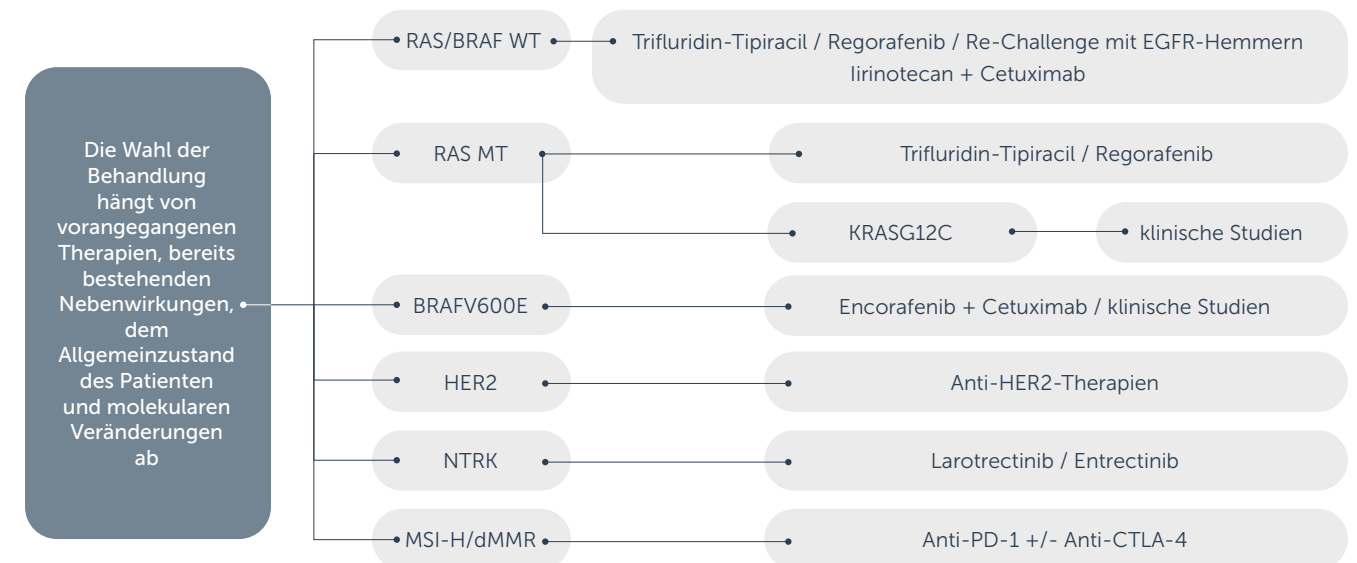 Die Wahl der
Behandlung
hängt von
vorangegangenen
Therapien, bereits
bestehenden
Nebenwirkungen,
dem
Allgemeinzustand
des Patienten
und molekularen
Veränderungen
ab
RAS/BRAF WT
Trifluridin-Tipiracil / Regorafenib / Re-Challenge mit EGFR-Hemmern
Iirinotecan + Cetuximab
RAS MT
Trifluridin-Tipiracil / Regorafenib
KRASG12C
klinische Studien
BRAFV600E
Encorafenib + Cetuximab / klinische Studien
HER2
Anti-HER2-Therapien
NTRK
Larotrectinib / Entrectinib
MSI-H/dMMR
Anti-PD-1 +/- Anti-CTLA-4